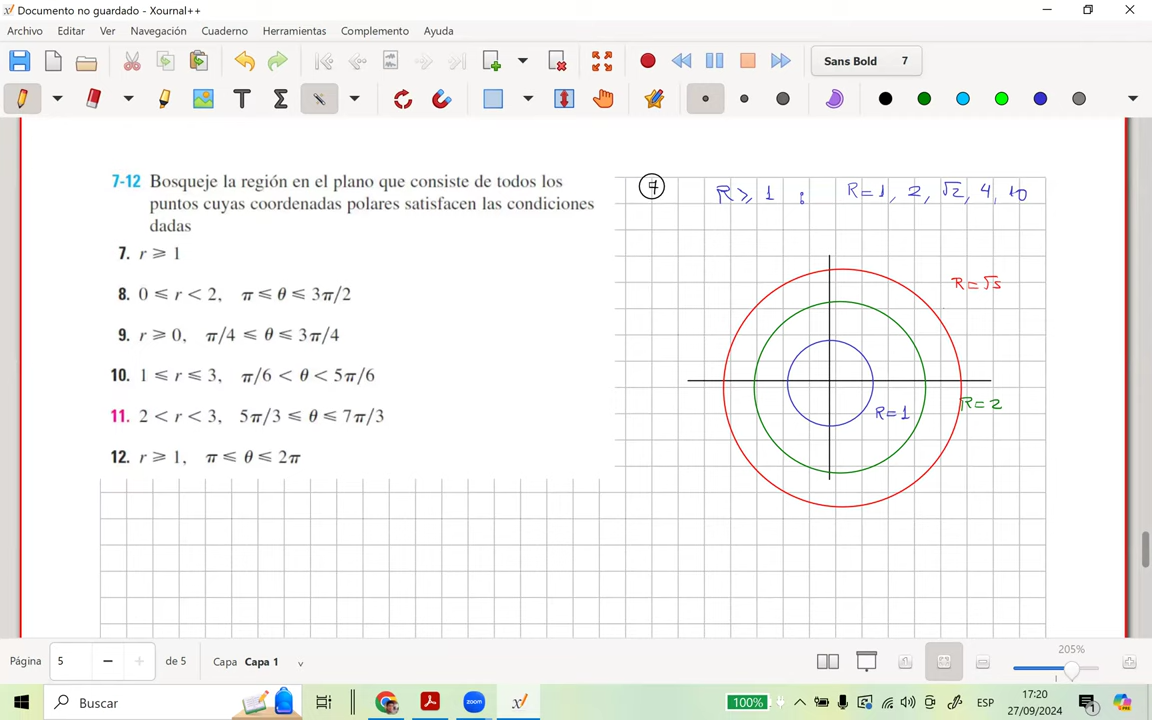 Documento no guardado - Xournal++
Archivo Editar Ver Navegación Cuaderno Herramientas Complemento Ayuda
Sans Bold 7
7-12 Bosqueje la región en el plano que consiste de todos los
puntos cuyas coordenadas polares satisfacen las condiciones
dadas
7. r ⩾ 1
8. 0 ⩽ r < 2, π ⩽ θ ⩽ 3π/2
9. r ⩾ 0, π/4 ⩽ θ ⩽ 3π/4
10. 1 ⩽ r ⩽ 3, π/6 < θ < 5π/6
11. 2 < r < 3, 5π/3 ⩽ θ ⩽ 7π/3
12. r ⩾ 1, π ⩽ θ ⩽ 2π
7 R ⩾ 1 : R=1, 2, √2, 4, 10
R=√5
R=2
R=1
Página 5 de 5 Capa Capa 1
205%
Buscar
100%
ESP
17:20
27/09/2024
1